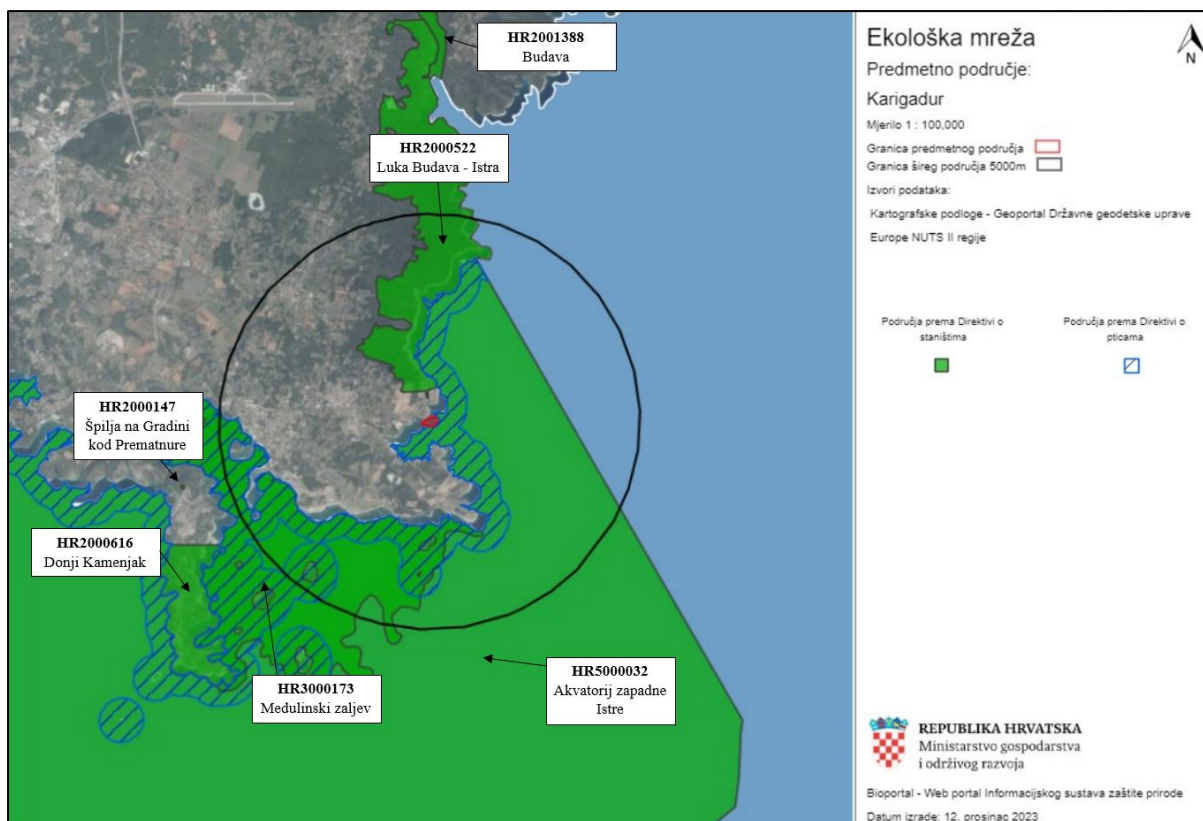 HR2001388
Budava
HR2000522
Luka Budava - Istra
HR2000147
Špilja na Gradini
kod Prematnure
HR2000616
Donji Kamenjak
HR3000173
Medulinski zaljev
HR5000032
Akvatorij zapadne
Istre
Ekološka mreža
N
Predmetno područje:
Karigadur
Mjerilo 1 : 100,000
Granica predmetnog područja
Granica šireg područja 5000m
Izvori podataka:
Kartografske podloge - Geoportal Državne geodetske uprave
Europe NUTS II regije
Područja prema Direktivi o
staništima
Područja prema Direktivi o
pticama
REPUBLIKA HRVATSKA
Ministarstvo gospodarstva
i održivog razvoja
Bioportal - Web portal Informacijskog sustava zaštite prirode
Datum izrade: 12. prosinac 2023